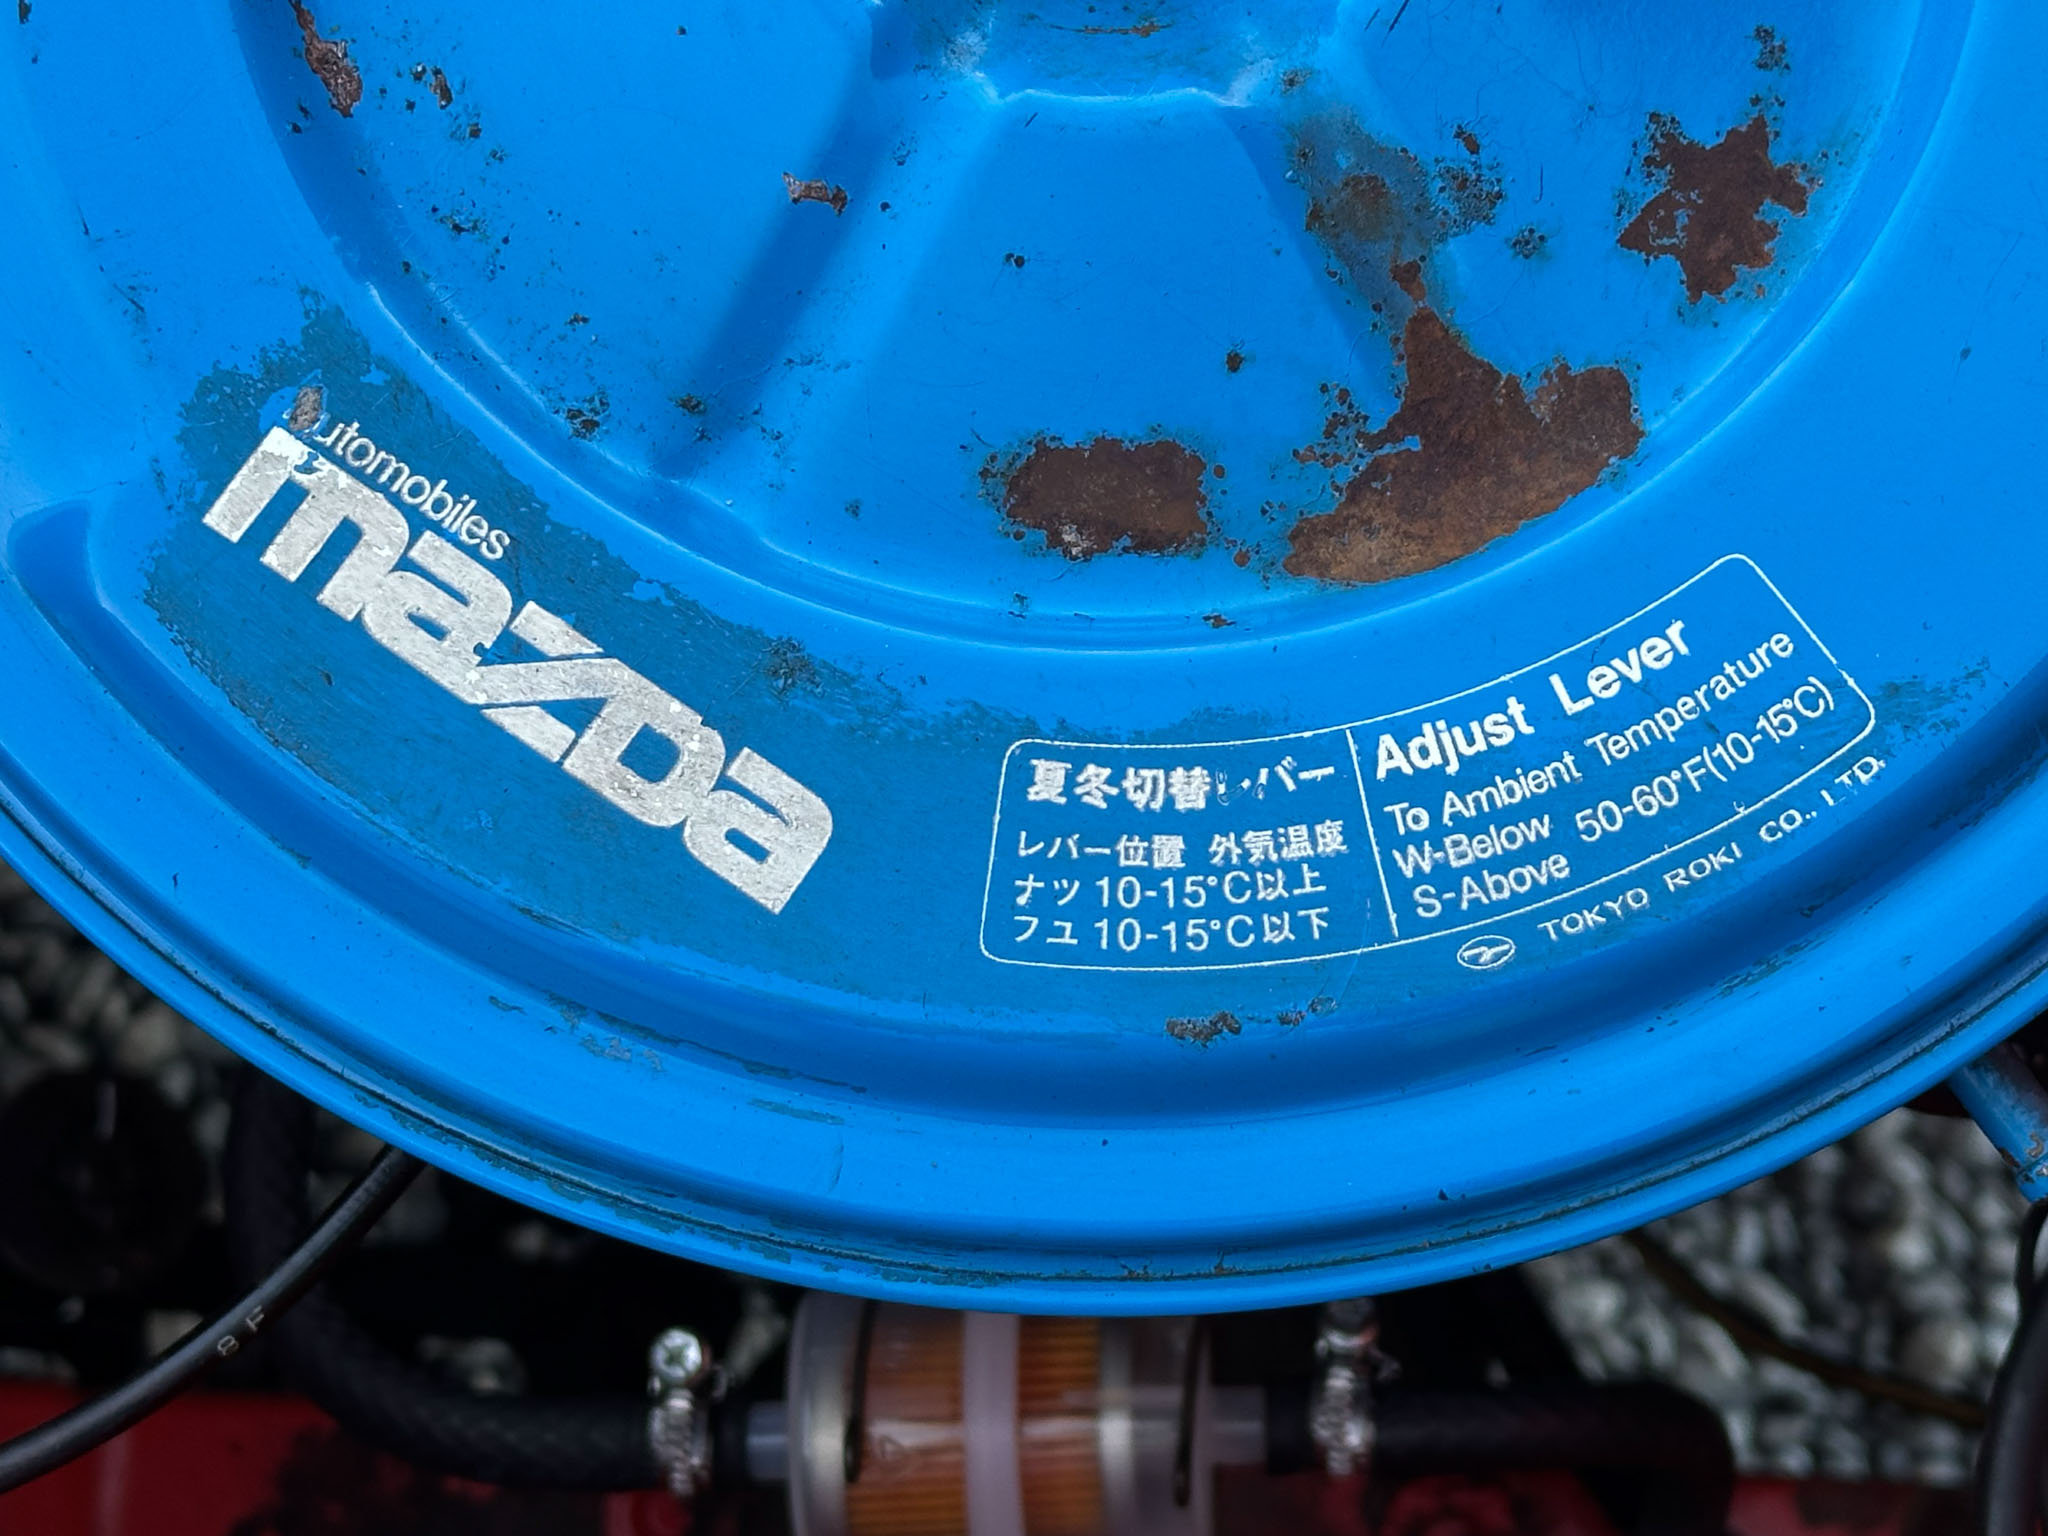 automobiles
mazda
夏冬切替レバー
レバー位置 外気温度
ナツ 10-15°C以上
フユ 10-15°C以下
Adjust Lever
To Ambient Temperature
W-Below 50-60°F(10-15°C)
S-Above
TOKYO ROKI CO., LTD.
8 F